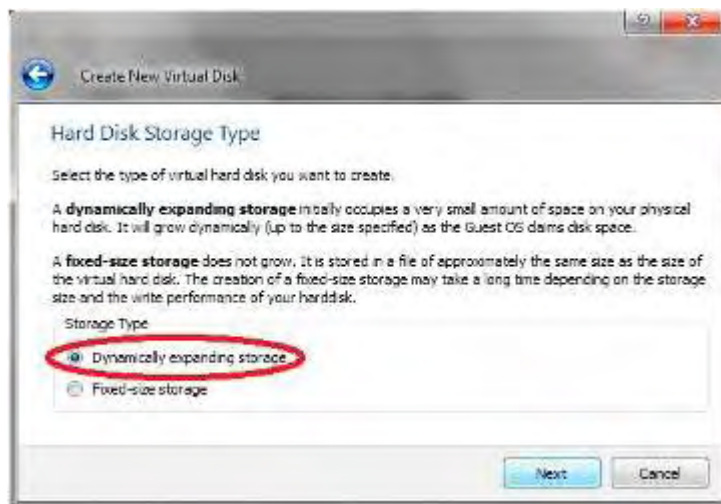 Create New Virtual Disk
Hard Disk Storage Type
Select the type of virtual hard disk you want to create.
A dynamically expanding storage initially occupies a very small amount of space on your physical
hard disk. It will grow dynamically (up to the size specified) as the Guest OS claims disk space.
A fixed-size storage does not grow. It is stored in a file of approximately the same size as the size of
the virtual hard disk. The creation of a fixed-size storage may take a long time depending on the storage
size and the write performance of your harddisk.
Storage Type
Dynamically expanding storage
Fixed-size storage
Next Cancel